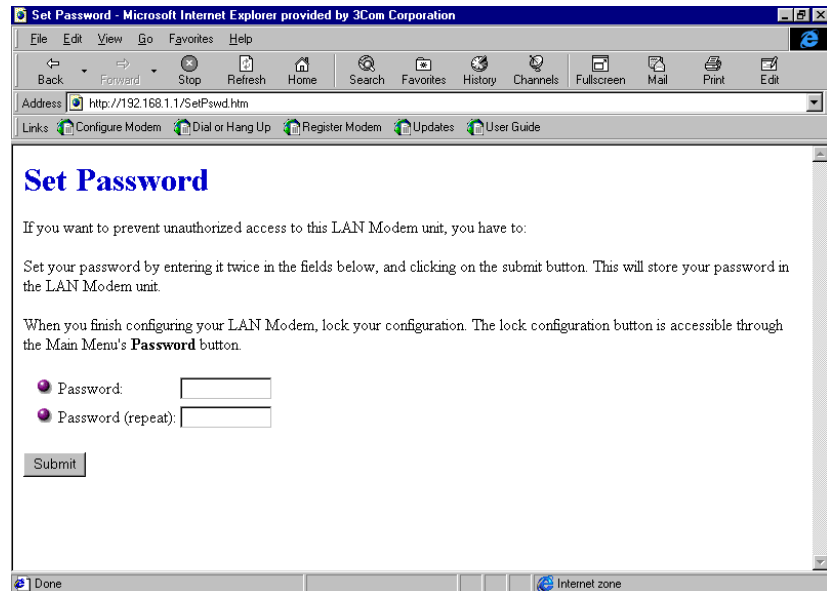 Set Password - Microsoft Internet Explorer provided by 3Com Corporation
File Edit View Go Favorites Help
Back Forward Stop Refresh Home Search Favorites History Channels Fullscreen Mail Print Edit
Address http://192.168.1.1/SetPswd.htm
Links Configure Modem Dial or Hang Up Register Modem Updates User Guide
Set Password
If you want to prevent unauthorized access to this LAN Modem unit, you have to:
Set your password by entering it twice in the fields below, and clicking on the submit button. This will store your password in
the LAN Modem unit.
When you finish configuring your LAN Modem, lock your configuration. The lock configuration button is accessible through
the Main Menu's Password button.
Password:
Password (repeat):
Submit
Done Internet zone